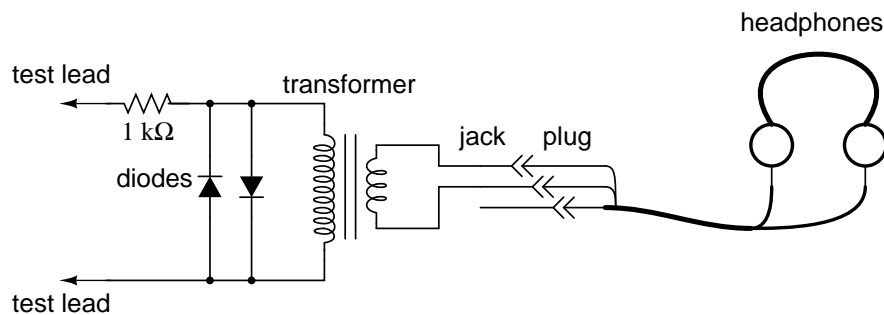 headphones
test lead
transformer
1 kΩ
jack
plug
diodes
test lead